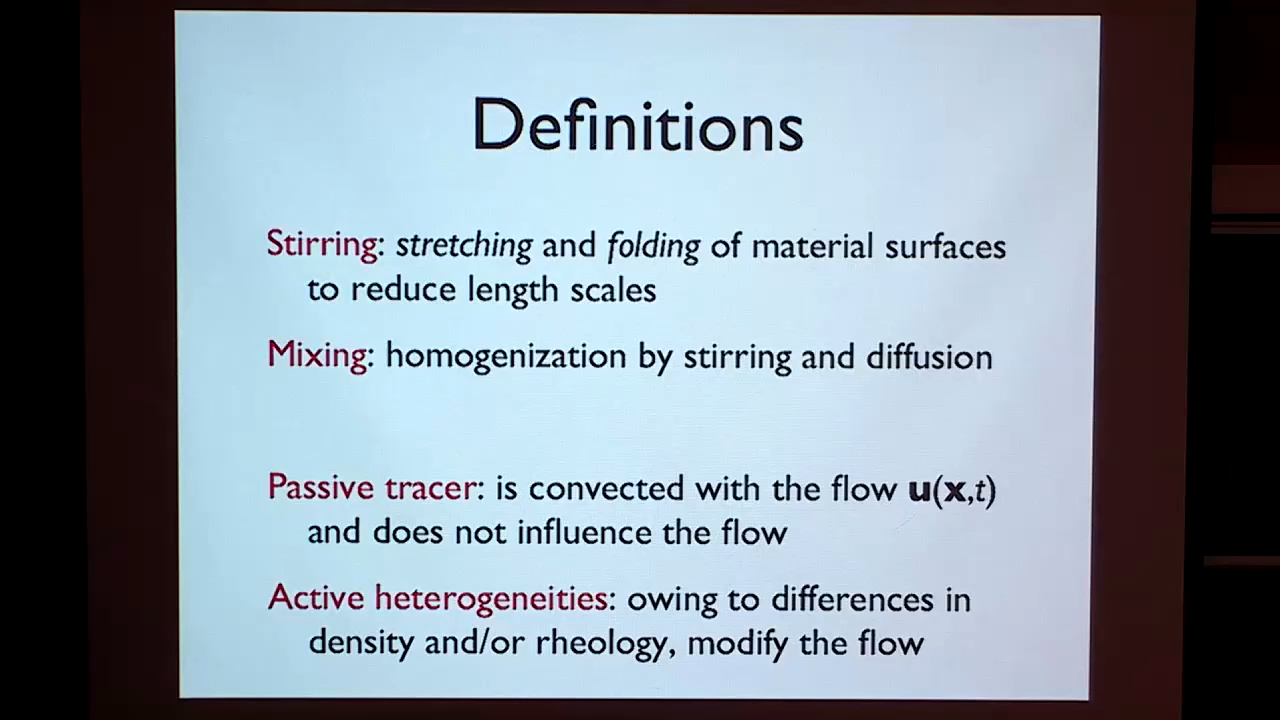 Definitions
Stirring: stretching and folding of material surfaces
to reduce length scales
Mixing: homogenization by stirring and diffusion
Passive tracer: is convected with the flow u(x,t)
and does not influence the flow
Active heterogeneities: owing to differences in
density and/or rheology, modify the flow